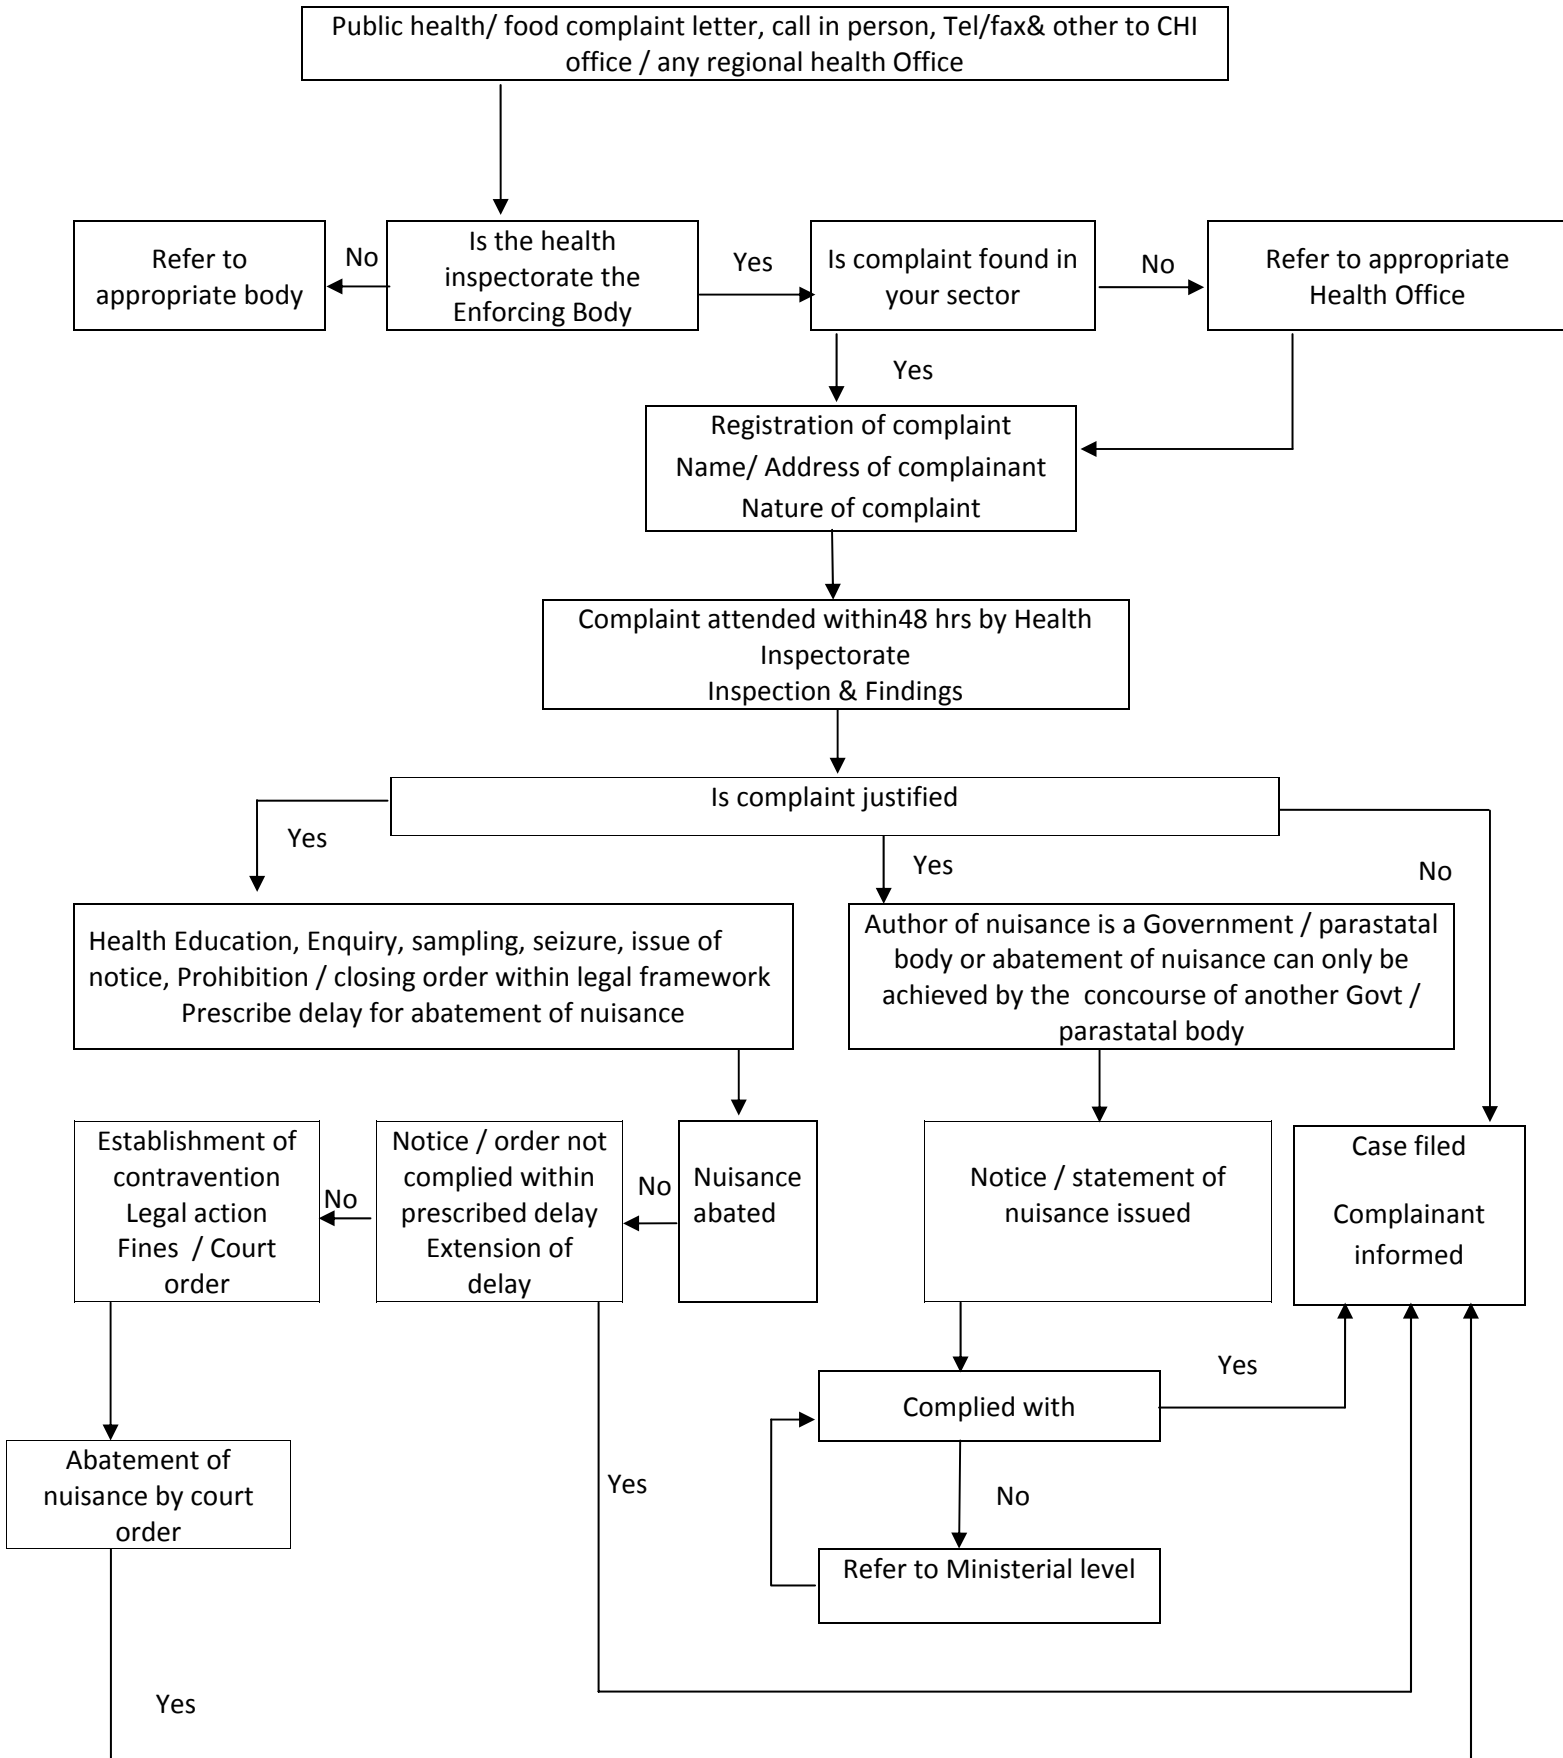 Public health/ food complaint letter, call in person, Tel/fax& other to CHI
office / any regional health Office
Refer to
appropriate body
No
Is the health
inspectorate the
Enforcing Body
Yes
Is complaint found in
your sector
No
Refer to appropriate
Health Office
Yes
Registration of complaint
Name/ Address of complainant
Nature of complaint
Complaint attended within48 hrs by Health
Inspectorate
Inspection & Findings
Is complaint justified
Yes
Yes
No
Health Education, Enquiry, sampling, seizure, issue of
notice, Prohibition / closing order within legal framework
Prescribe delay for abatement of nuisance
Author of nuisance is a Government / parastatal
body or abatement of nuisance can only be
achieved by the concourse of another Govt /
parastatal body
Establishment of
contravention
Legal action
Fines / Court
order
No
Notice / order not
complied within
prescribed delay
Extension of
delay
No
Nuisance
abated
Notice / statement of
nuisance issued
Case filed
Complainant
informed
Complied with
Yes
Abatement of
nuisance by court
order
Yes
No
Refer to Ministerial level
Yes